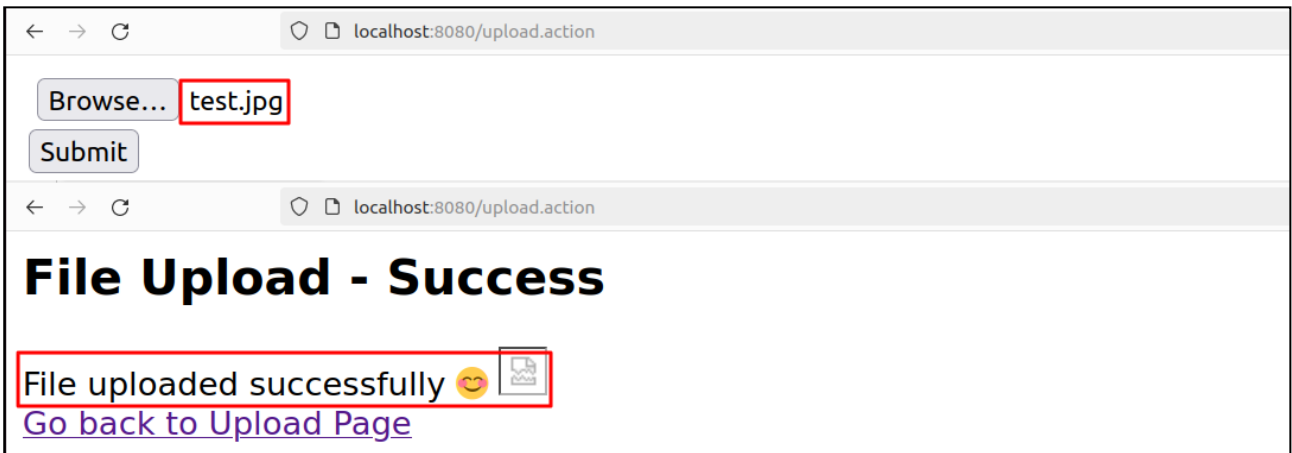 localhost:8080/upload.action
Browse... test.jpg
Submit
localhost:8080/upload.action
File Upload - Success
File uploaded successfully 😊
Go back to Upload Page